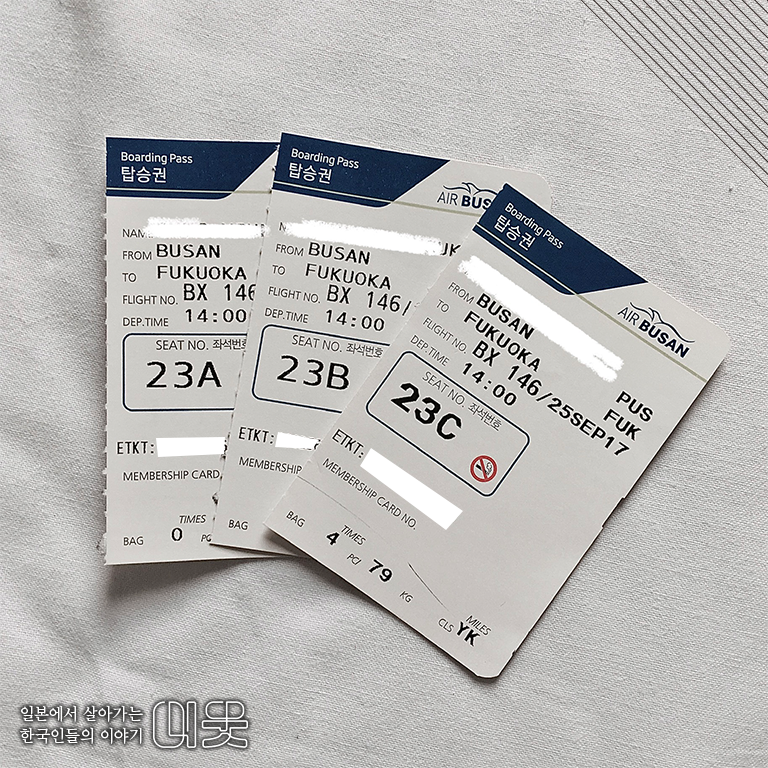 Boarding Pass
탑승권
FROM BUSAN
TO FUKUOKA
FLIGHT NO. BX 146
DEP.TIME 14:00
SEAT NO. 좌석번호
23A
ETKT:
MEMBERSHIP CARD
TIMES
BAG 0
Boarding Pass
탑승권
AIR BUSAN
FROM BUSAN
TO FUKUOKA
FLIGHT NO. BX 146/
DEP.TIME 14:00
SEAT NO. 좌석번호
23B
ETKT:
MEMBERSHIP
BAG
Boarding Pass
탑승권
AIR BUSAN
FROM BUSAN PUS
TO FUKUOKA FUK
FLIGHT NO. BX 146/25SEP17
DEP.TIME 14:00
SEAT NO. 좌석번호
23C
ETKT:
MEMBERSHIP CARD NO.
TIMES MILES
BAG 4 PC/ 79 KG CLS YK
일본에서 살아가는
한국인들의 이야기